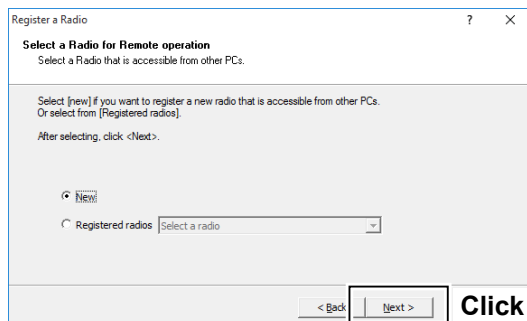 Register a Radio ? ×
Select a Radio for Remote operation
Select a Radio that is accessible from other PCs.
Select [new] if you want to register a new radio that is accessible from other PCs.
Or select from [Registered radios].
After selecting, click <Next>.
New
Registered radios Select a radio
< Back Next > Click